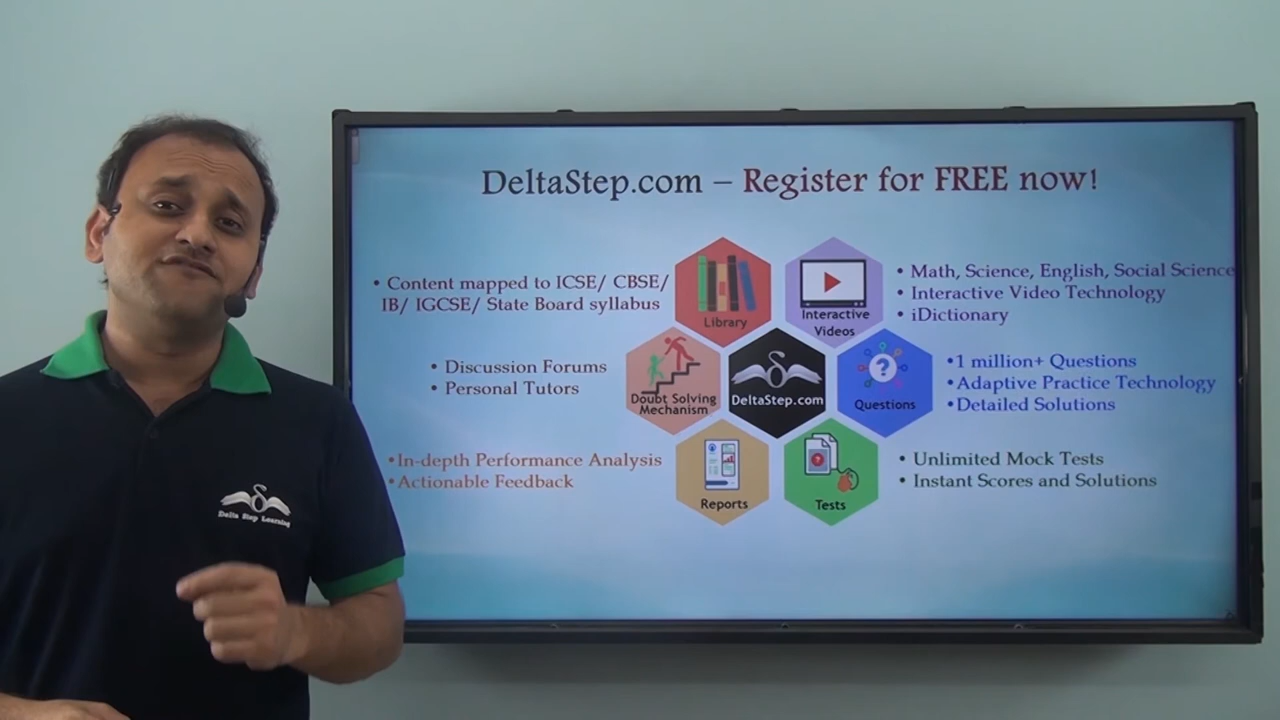 DeltaStep.com – Register for FREE now!
• Content mapped to ICSE/ CBSE/
IB/ IGCSE/ State Board syllabus
Library
Interactive
Videos
• Math, Science, English, Social Science
• Interactive Video Technology
• iDictionary
• Discussion Forums
• Personal Tutors
Doubt Solving
Mechanism
DeltaStep.com
?
Questions
•1 million+ Questions
•Adaptive Practice Technology
•Detailed Solutions
•In-depth Performance Analysis
•Actionable Feedback
Reports
?
Tests
• Unlimited Mock Tests
• Instant Scores and Solutions
Delta Step Learning